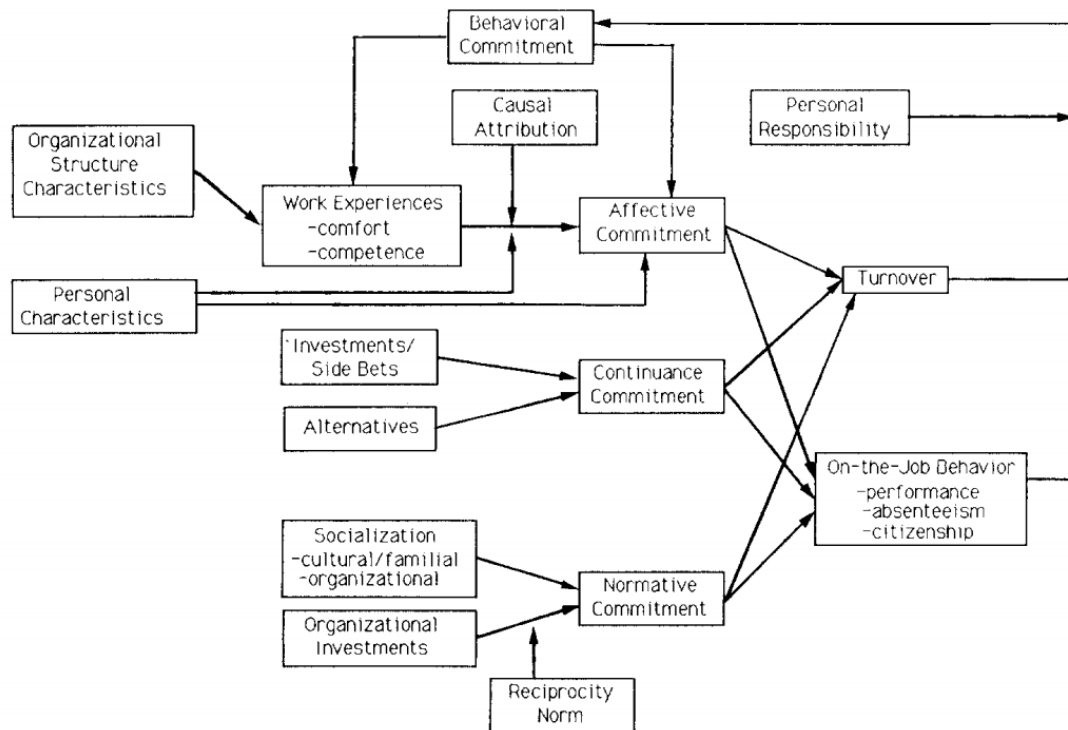 Behavioral
Commitment
Causal
Attribution
Personal
Responsibility
Organizational
Structure
Characteristics
Work Experiences
-comfort
-competence
Affective
Commitment
Personal
Characteristics
Turnover
Investments/
Side Bets
Continuance
Commitment
Alternatives
On-the-Job Behavior
-performance
-absenteeism
-citizenship
Socialization
-cultural/familial
-organizational
Normative
Commitment
Organizational
Investments
Reciprocity
Norm